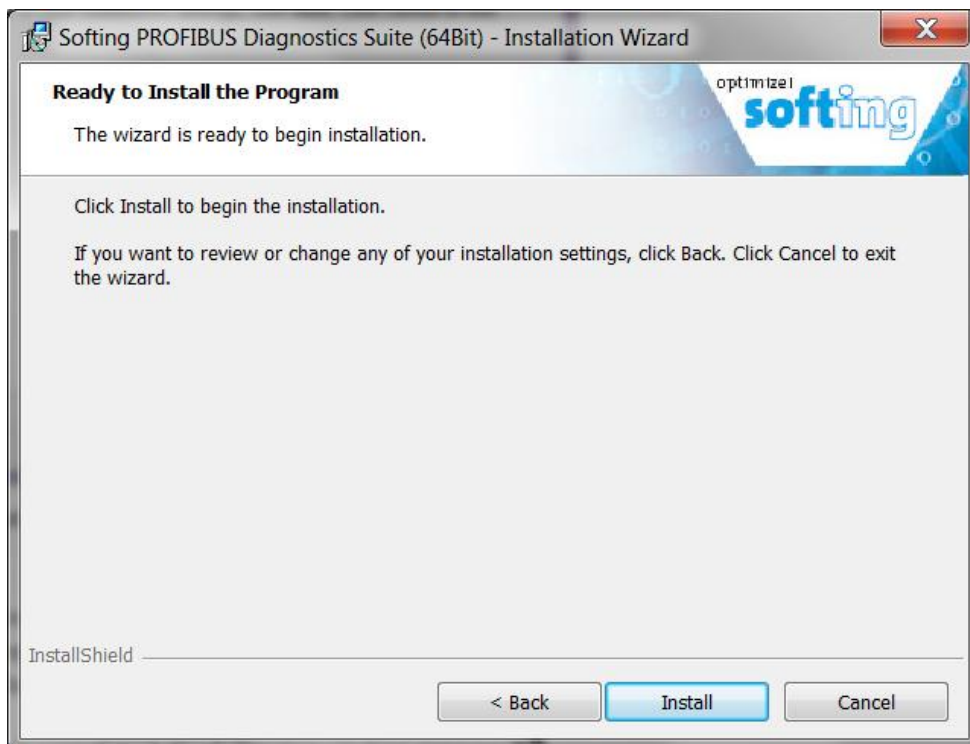 Softing PROFIBUS Diagnostics Suite (64Bit) - Installation Wizard
Ready to Install the Program
The wizard is ready to begin installation.
optimize!
softing
Click Install to begin the installation.
If you want to review or change any of your installation settings, click Back. Click Cancel to exit
the wizard.
InstallShield
< Back
Install
Cancel